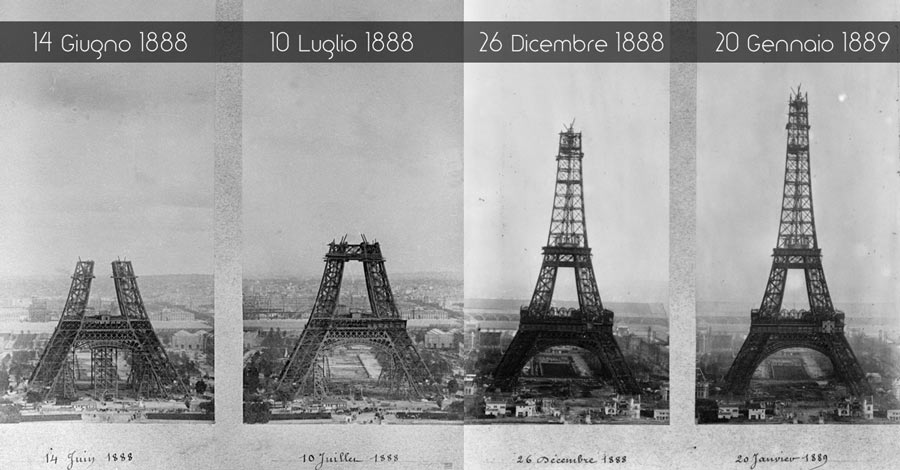 14 Giugno 1888
10 Luglio 1888
26 Dicembre 1888
20 Gennaio 1889
14 Juin 1888
10 Juillet 1888
26 Décembre 1888
20 Janvier 1889